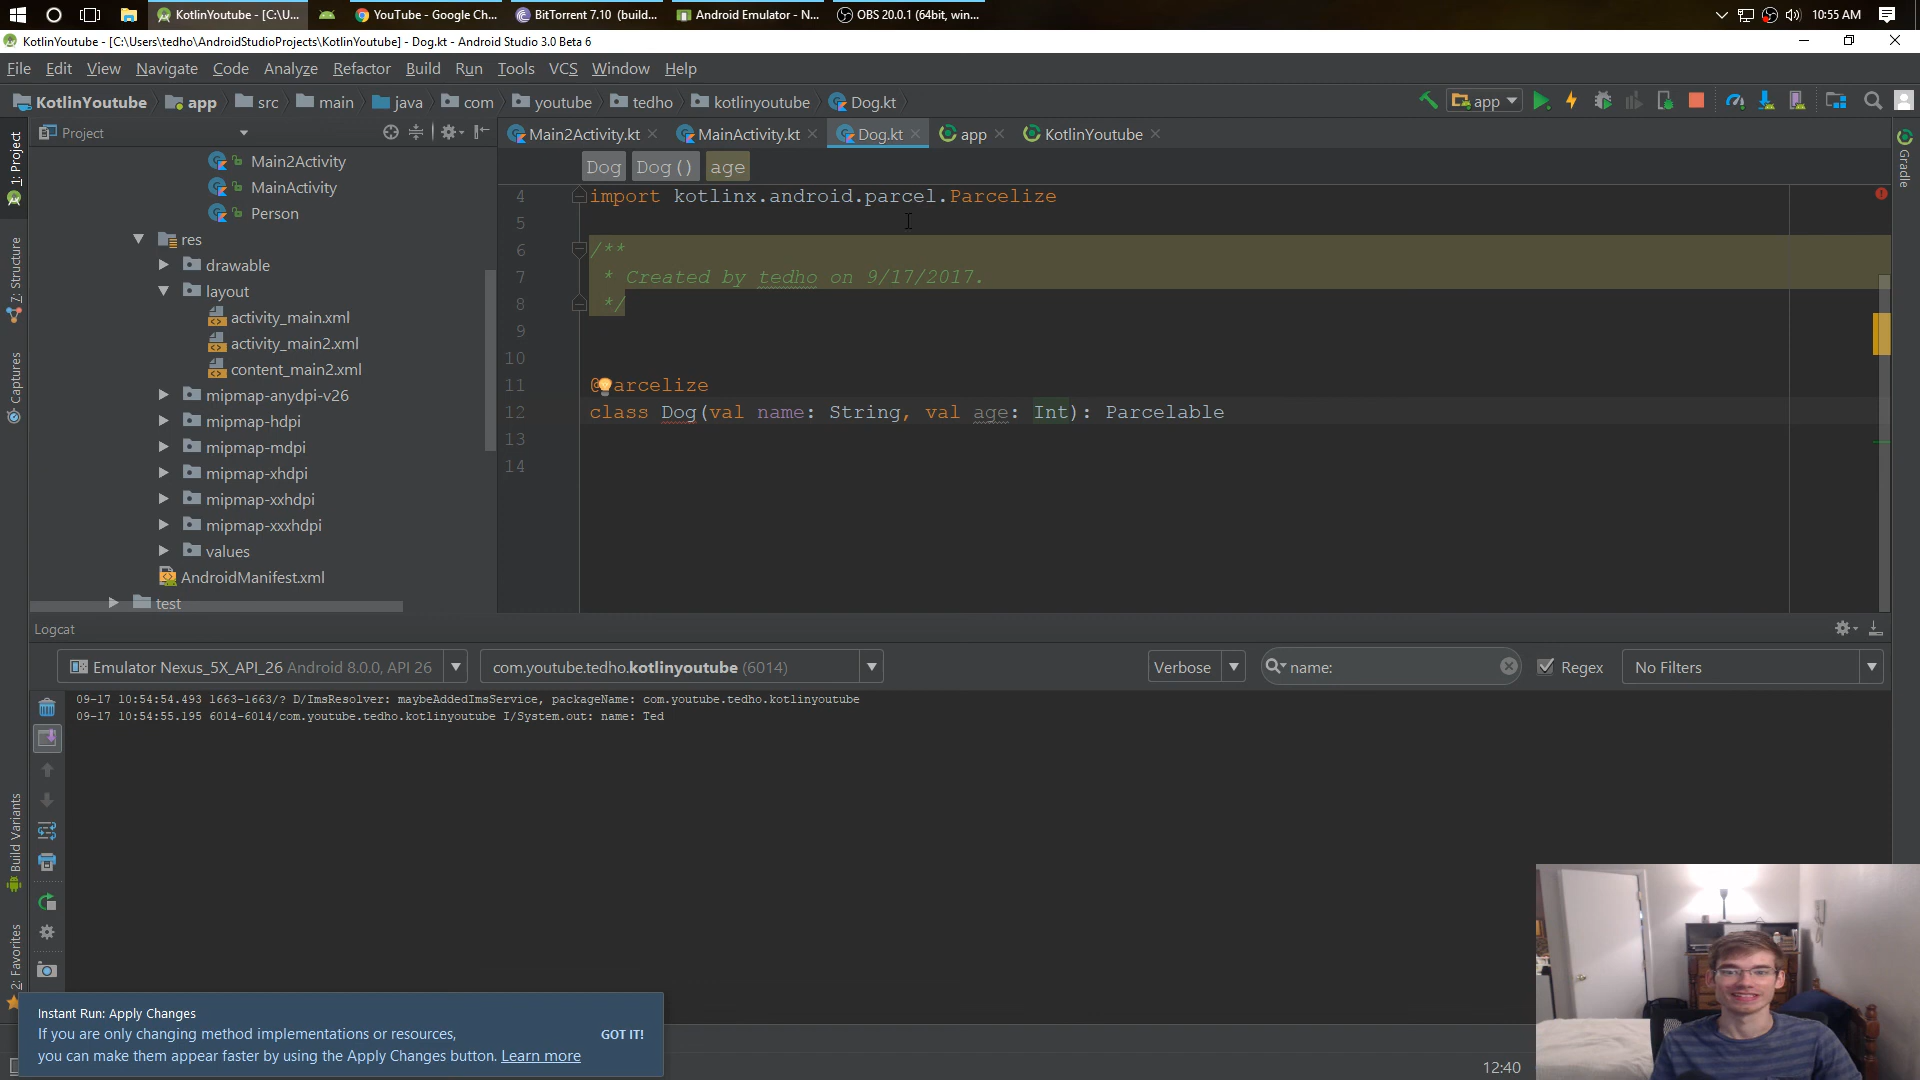 KotlinYoutube - [C:\U...
YouTube - Google Ch...
BitTorrent 7.10 (build...
Android Emulator - N...
OBS 20.0.1 (64bit, win...
10:55 AM
KotlinYoutube - [C:\Users\tedho\AndroidStudioProjects\KotlinYoutube] - Dog.kt - Android Studio 3.0 Beta 6
File Edit View Navigate Code Analyze Refactor Build Run Tools VCS Window Help
KotlinYoutube app src main java com youtube tedho kotlinyoutube Dog.kt
app
Project
Main2Activity.kt MainActivity.kt Dog.kt app KotlinYoutube
1: Project
Z: Structure
Captures
Build Variants
2: Favorites
Gradle
Main2Activity
MainActivity
Person
res
drawable
layout
activity_main.xml
activity_main2.xml
content_main2.xml
mipmap-anydpi-v26
mipmap-hdpi
mipmap-mdpi
mipmap-xhdpi
mipmap-xxhdpi
mipmap-xxxhdpi
values
AndroidManifest.xml
test
Dog Dog() age
4 import kotlinx.android.parcel.Parcelize
5
6 /**
7 * Created by tedho on 9/17/2017.
8 */
9
10
11 @Parcelize
12 class Dog(val name: String, val age: Int): Parcelable
13
14
Logcat
Emulator Nexus_5X_API_26 Android 8.0.0, API 26
com.youtube.tedho.kotlinyoutube (6014)
Verbose
name:
Regex
No Filters
09-17 10:54:54.493 1663-1663/? D/ImsResolver: maybeAddedImsService, packageName: com.youtube.tedho.kotlinyoutube
09-17 10:54:55.195 6014-6014/com.youtube.tedho.kotlinyoutube I/System.out: name: Ted
Instant Run: Apply Changes
If you are only changing method implementations or resources,
you can make them appear faster by using the Apply Changes button. Learn more
GOT IT!
12:40